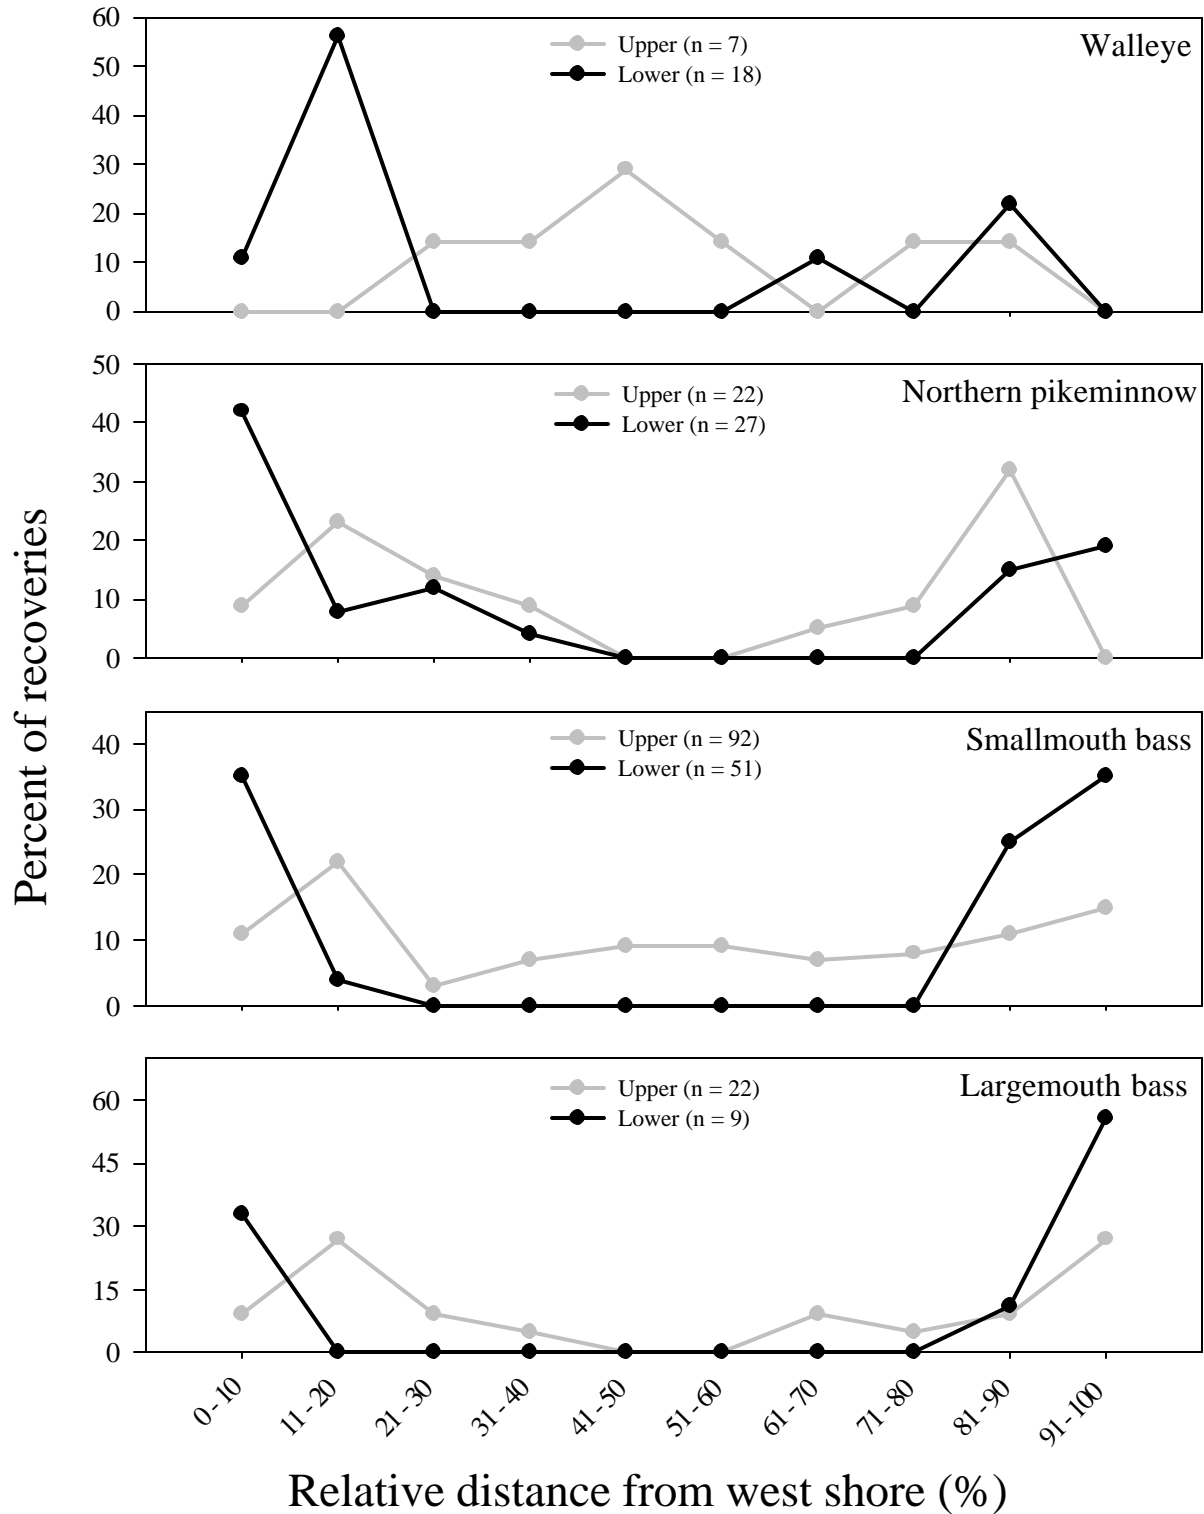 60
50
40
30
20
10
0
Upper (n = 7)
Lower (n = 18)
Walleye
50
40
30
20
10
0
Upper (n = 22)
Lower (n = 27)
Northern pikeminnow
40
30
20
10
0
Upper (n = 92)
Lower (n = 51)
Smallmouth bass
60
45
30
15
0
Upper (n = 22)
Lower (n = 9)
Largemouth bass
Percent of recoveries
0 - 10
11 - 20
21 - 30
31 - 40
41 - 50
51 - 60
61 - 70
71 - 80
81 - 90
91 - 100
Relative distance from west shore (%)